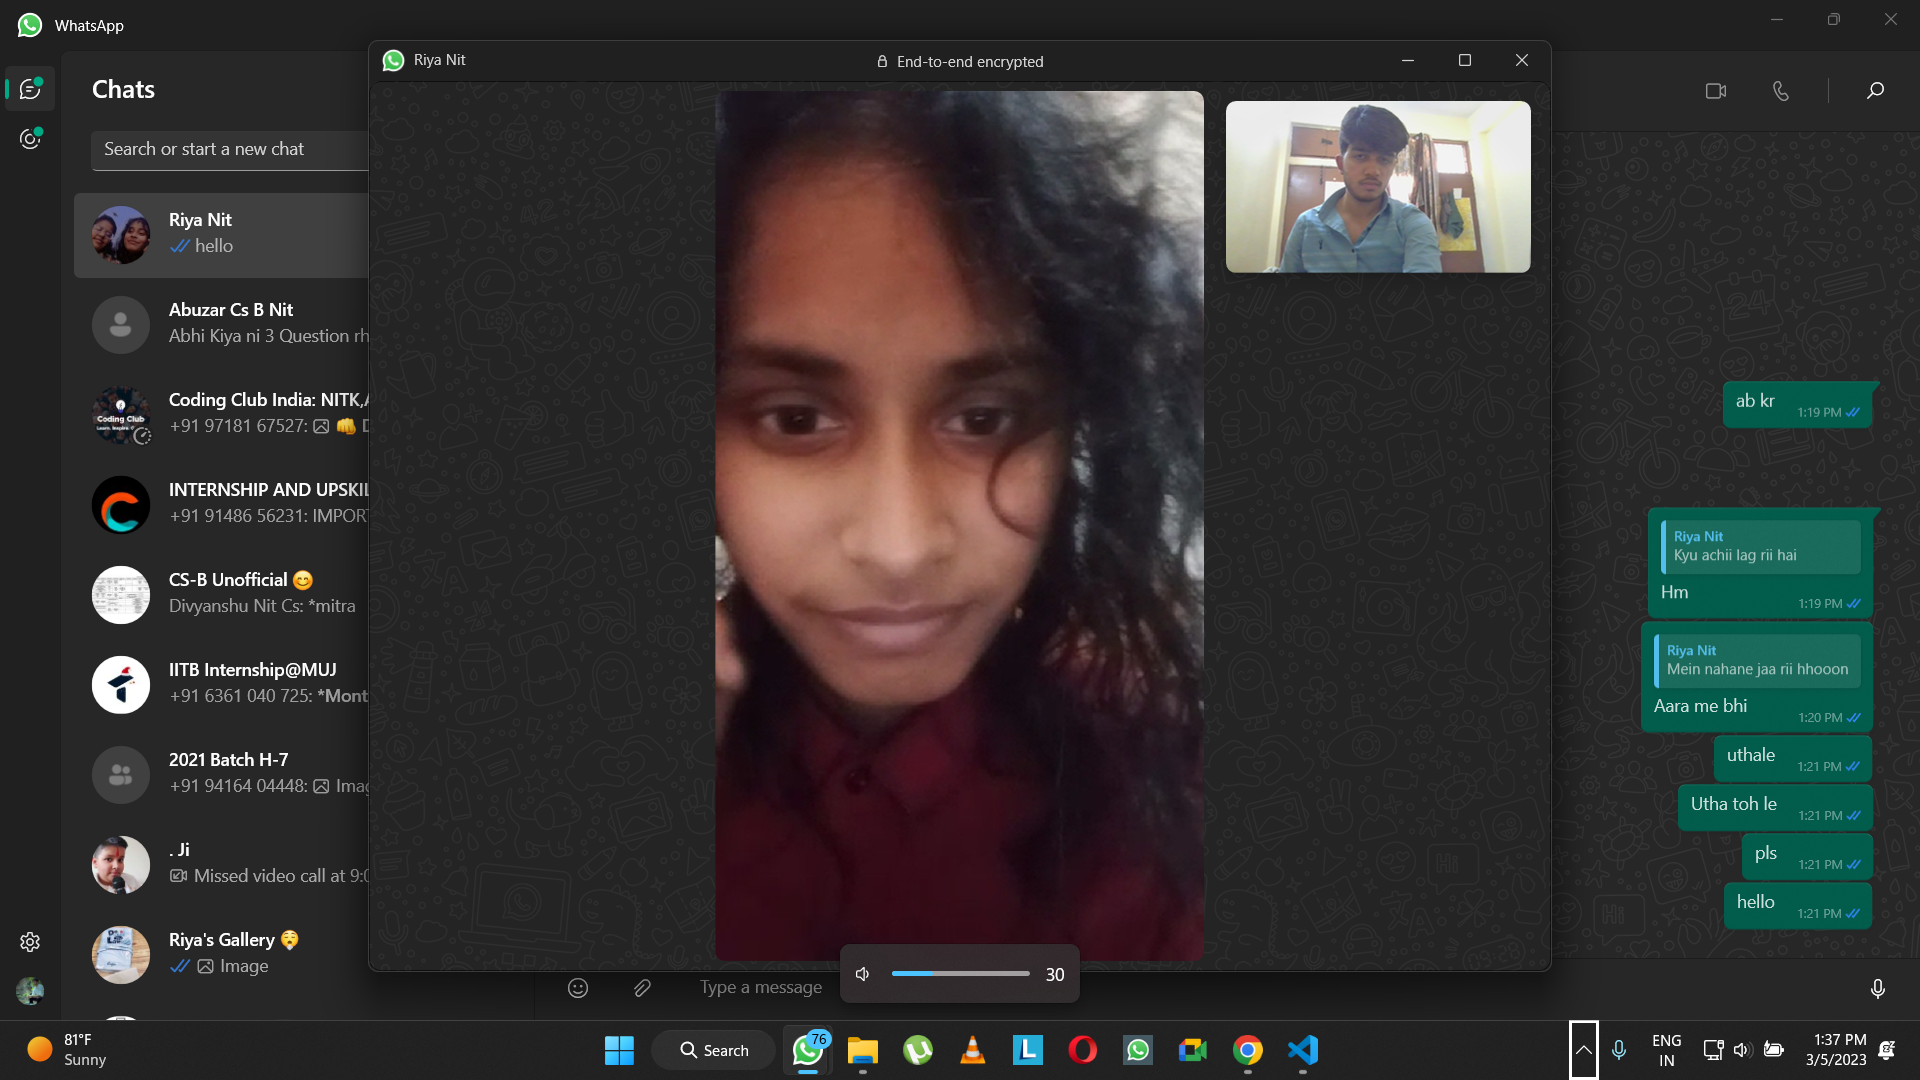 WhatsApp
Riya Nit
End-to-end encrypted
Chats
Search or start a new chat
Riya Nit
hello
Abuzar Cs B Nit
Abhi Kiya ni 3 Question rh
Coding Club India: NITK,A
+91 97181 67527: 👊 D
Coding Club
INTERNSHIP AND UPSKIL
+91 91486 56231: IMPOR
CS-B Unofficial 😊
Divyanshu Nit Cs: *mitra
IITB Internship@MUJ
+91 6361 040 725: *Mont
2021 Batch H-7
+91 94164 04448: Imag
. Ji
Missed video call at 9:0
Riya's Gallery 😮‍💨
Image
ab kr
1:19 PM
Riya Nit
Kyu achii lag rii hai
Hm
1:19 PM
Riya Nit
Mein nahane jaa rii hhooon
Aara me bhi
1:20 PM
uthale
1:21 PM
Utha toh le
1:21 PM
pls
1:21 PM
hello
1:21 PM
Type a message
30
81°F
Sunny
Search
76
L
ENG
IN
1:37 PM
3/5/2023